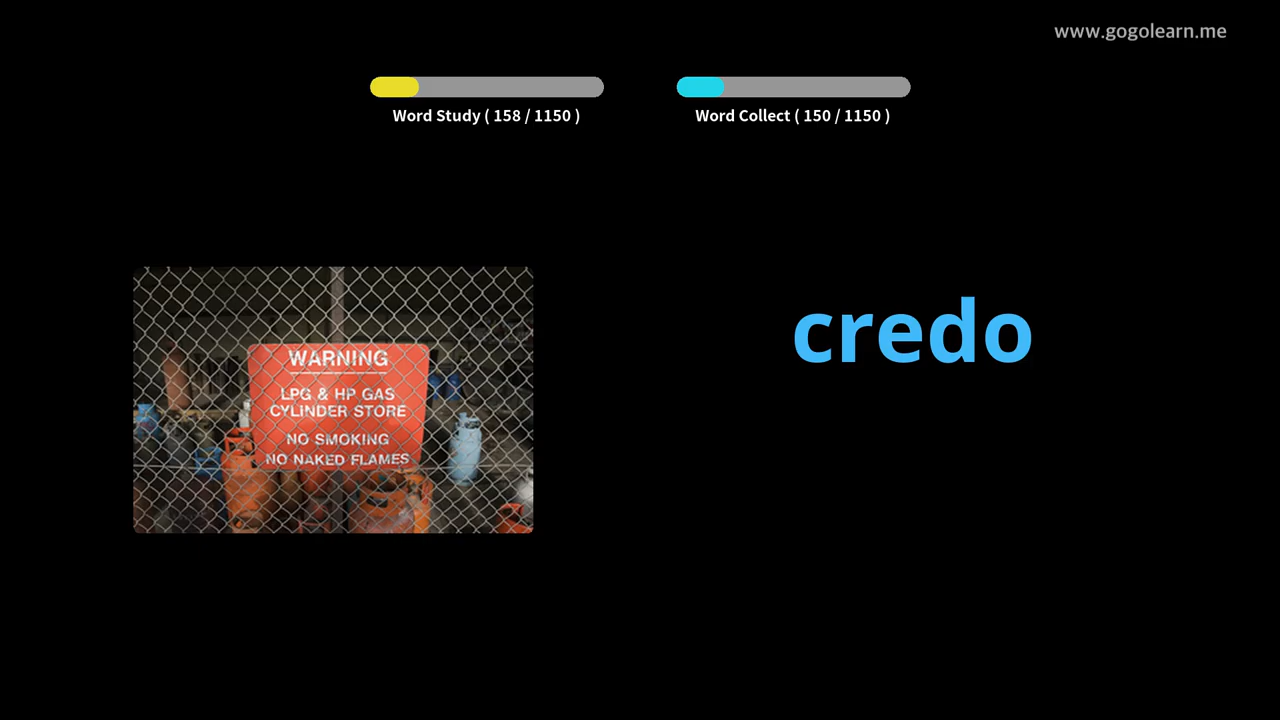 www.gogolearn.me
Word Study ( 158 / 1150 )
Word Collect ( 150 / 1150 )
WARNING
LPG & HP GAS
CYLINDER STORE
NO SMOKING
NO NAKED FLAMES
credo